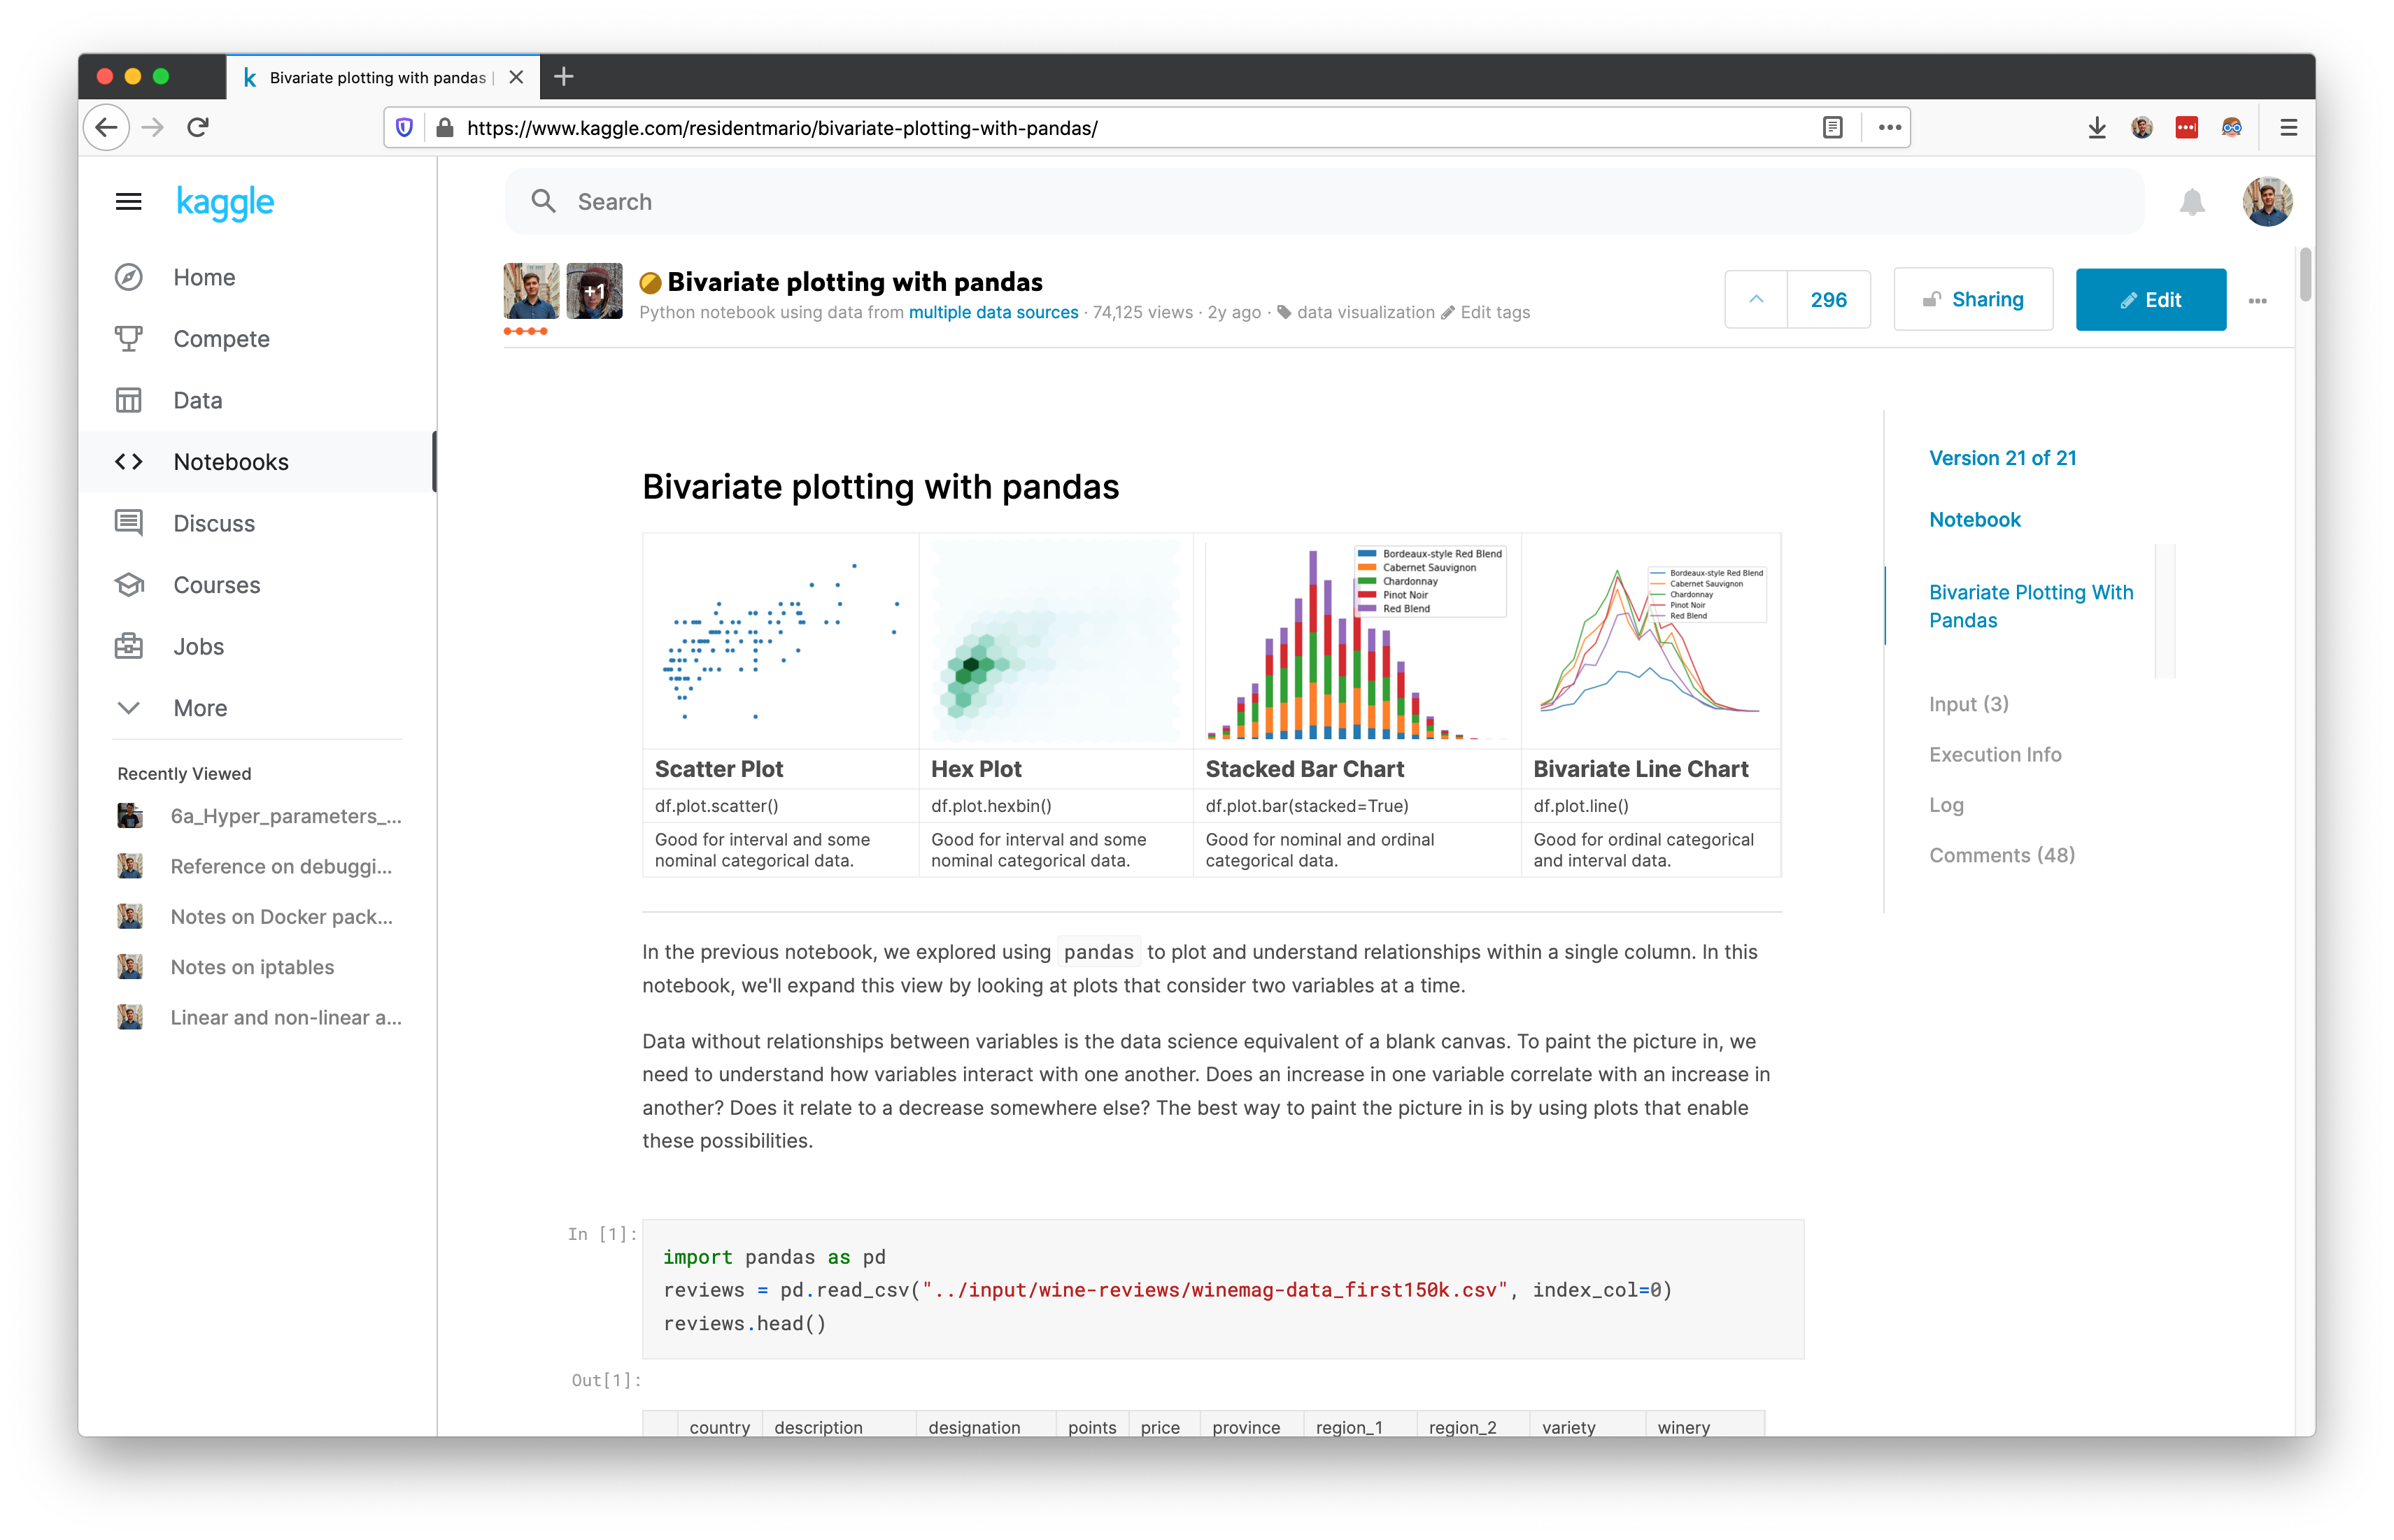 Bivariate plotting with pandas |
https://www.kaggle.com/residentmario/bivariate-plotting-with-pandas/
kaggle
Search
Home
Compete
Data
Notebooks
Discuss
Courses
Jobs
More
Recently Viewed
6a_Hyper_parameters_...
Reference on debuggi...
Notes on Docker pack...
Notes on iptables
Linear and non-linear a...
+1
Bivariate plotting with pandas
Python notebook using data from multiple data sources · 74,125 views · 2y ago · data visualization Edit tags
296
Sharing
Edit
Bivariate plotting with pandas
Bordeaux-style Red Blend
Cabernet Sauvignon
Chardonnay
Pinot Noir
Red Blend
Bordeaux-style Red Blend
Cabernet Sauvignon
Chardonnay
Pinot Noir
Red Blend
Scatter Plot Hex Plot Stacked Bar Chart Bivariate Line Chart
df.plot.scatter() df.plot.hexbin() df.plot.bar(stacked=True) df.plot.line()
Good for interval and some Good for interval and some Good for nominal and ordinal Good for ordinal categorical
nominal categorical data. nominal categorical data. categorical data. and interval data.
In the previous notebook, we explored using pandas to plot and understand relationships within a single column. In this
notebook, we'll expand this view by looking at plots that consider two variables at a time.
Data without relationships between variables is the data science equivalent of a blank canvas. To paint the picture in, we
need to understand how variables interact with one another. Does an increase in one variable correlate with an increase in
another? Does it relate to a decrease somewhere else? The best way to paint the picture in is by using plots that enable
these possibilities.
In [1]:
import pandas as pd
reviews = pd.read_csv("../input/wine-reviews/winemag-data_first150k.csv", index_col=0)
reviews.head()
Out[1]:
country description designation points price province region_1 region_2 variety winery
Version 21 of 21
Notebook
Bivariate Plotting With
Pandas
Input (3)
Execution Info
Log
Comments (48)